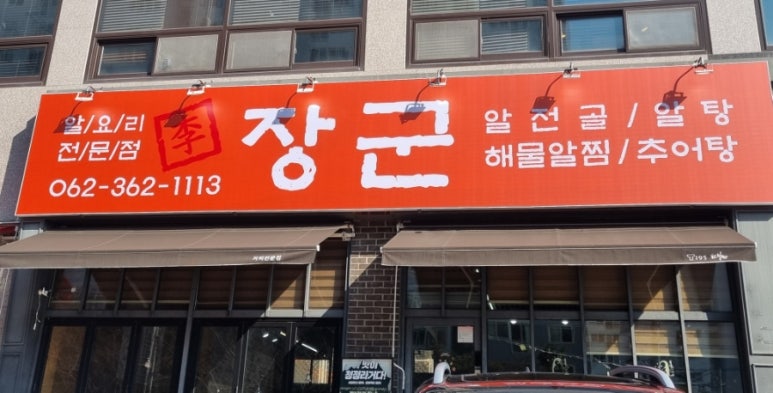 알/요/리
전/문/점
062-362-1113
季
장군
알전골/알탕
해물알찜/추어탕